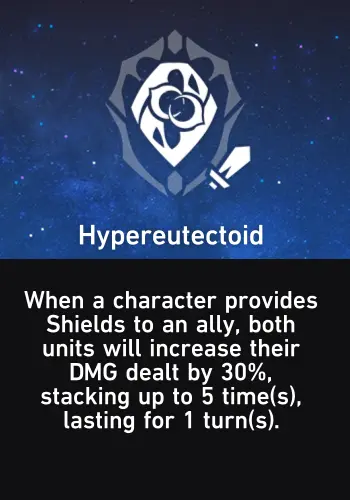 Hypereutectoid
When a character provides
Shields to an ally, both
units will increase their
DMG dealt by 30%,
stacking up to 5 time(s),
lasting for 1 turn(s).